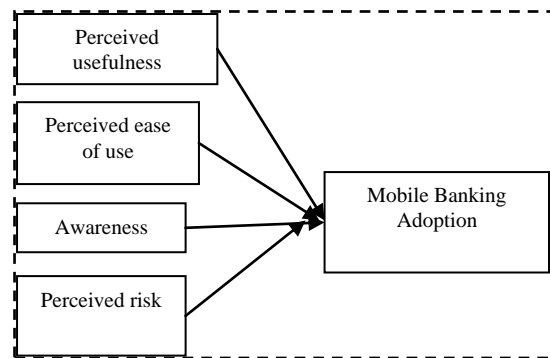 Perceived
usefulness
Perceived ease
of use
Awareness
Perceived risk
Mobile Banking
Adoption